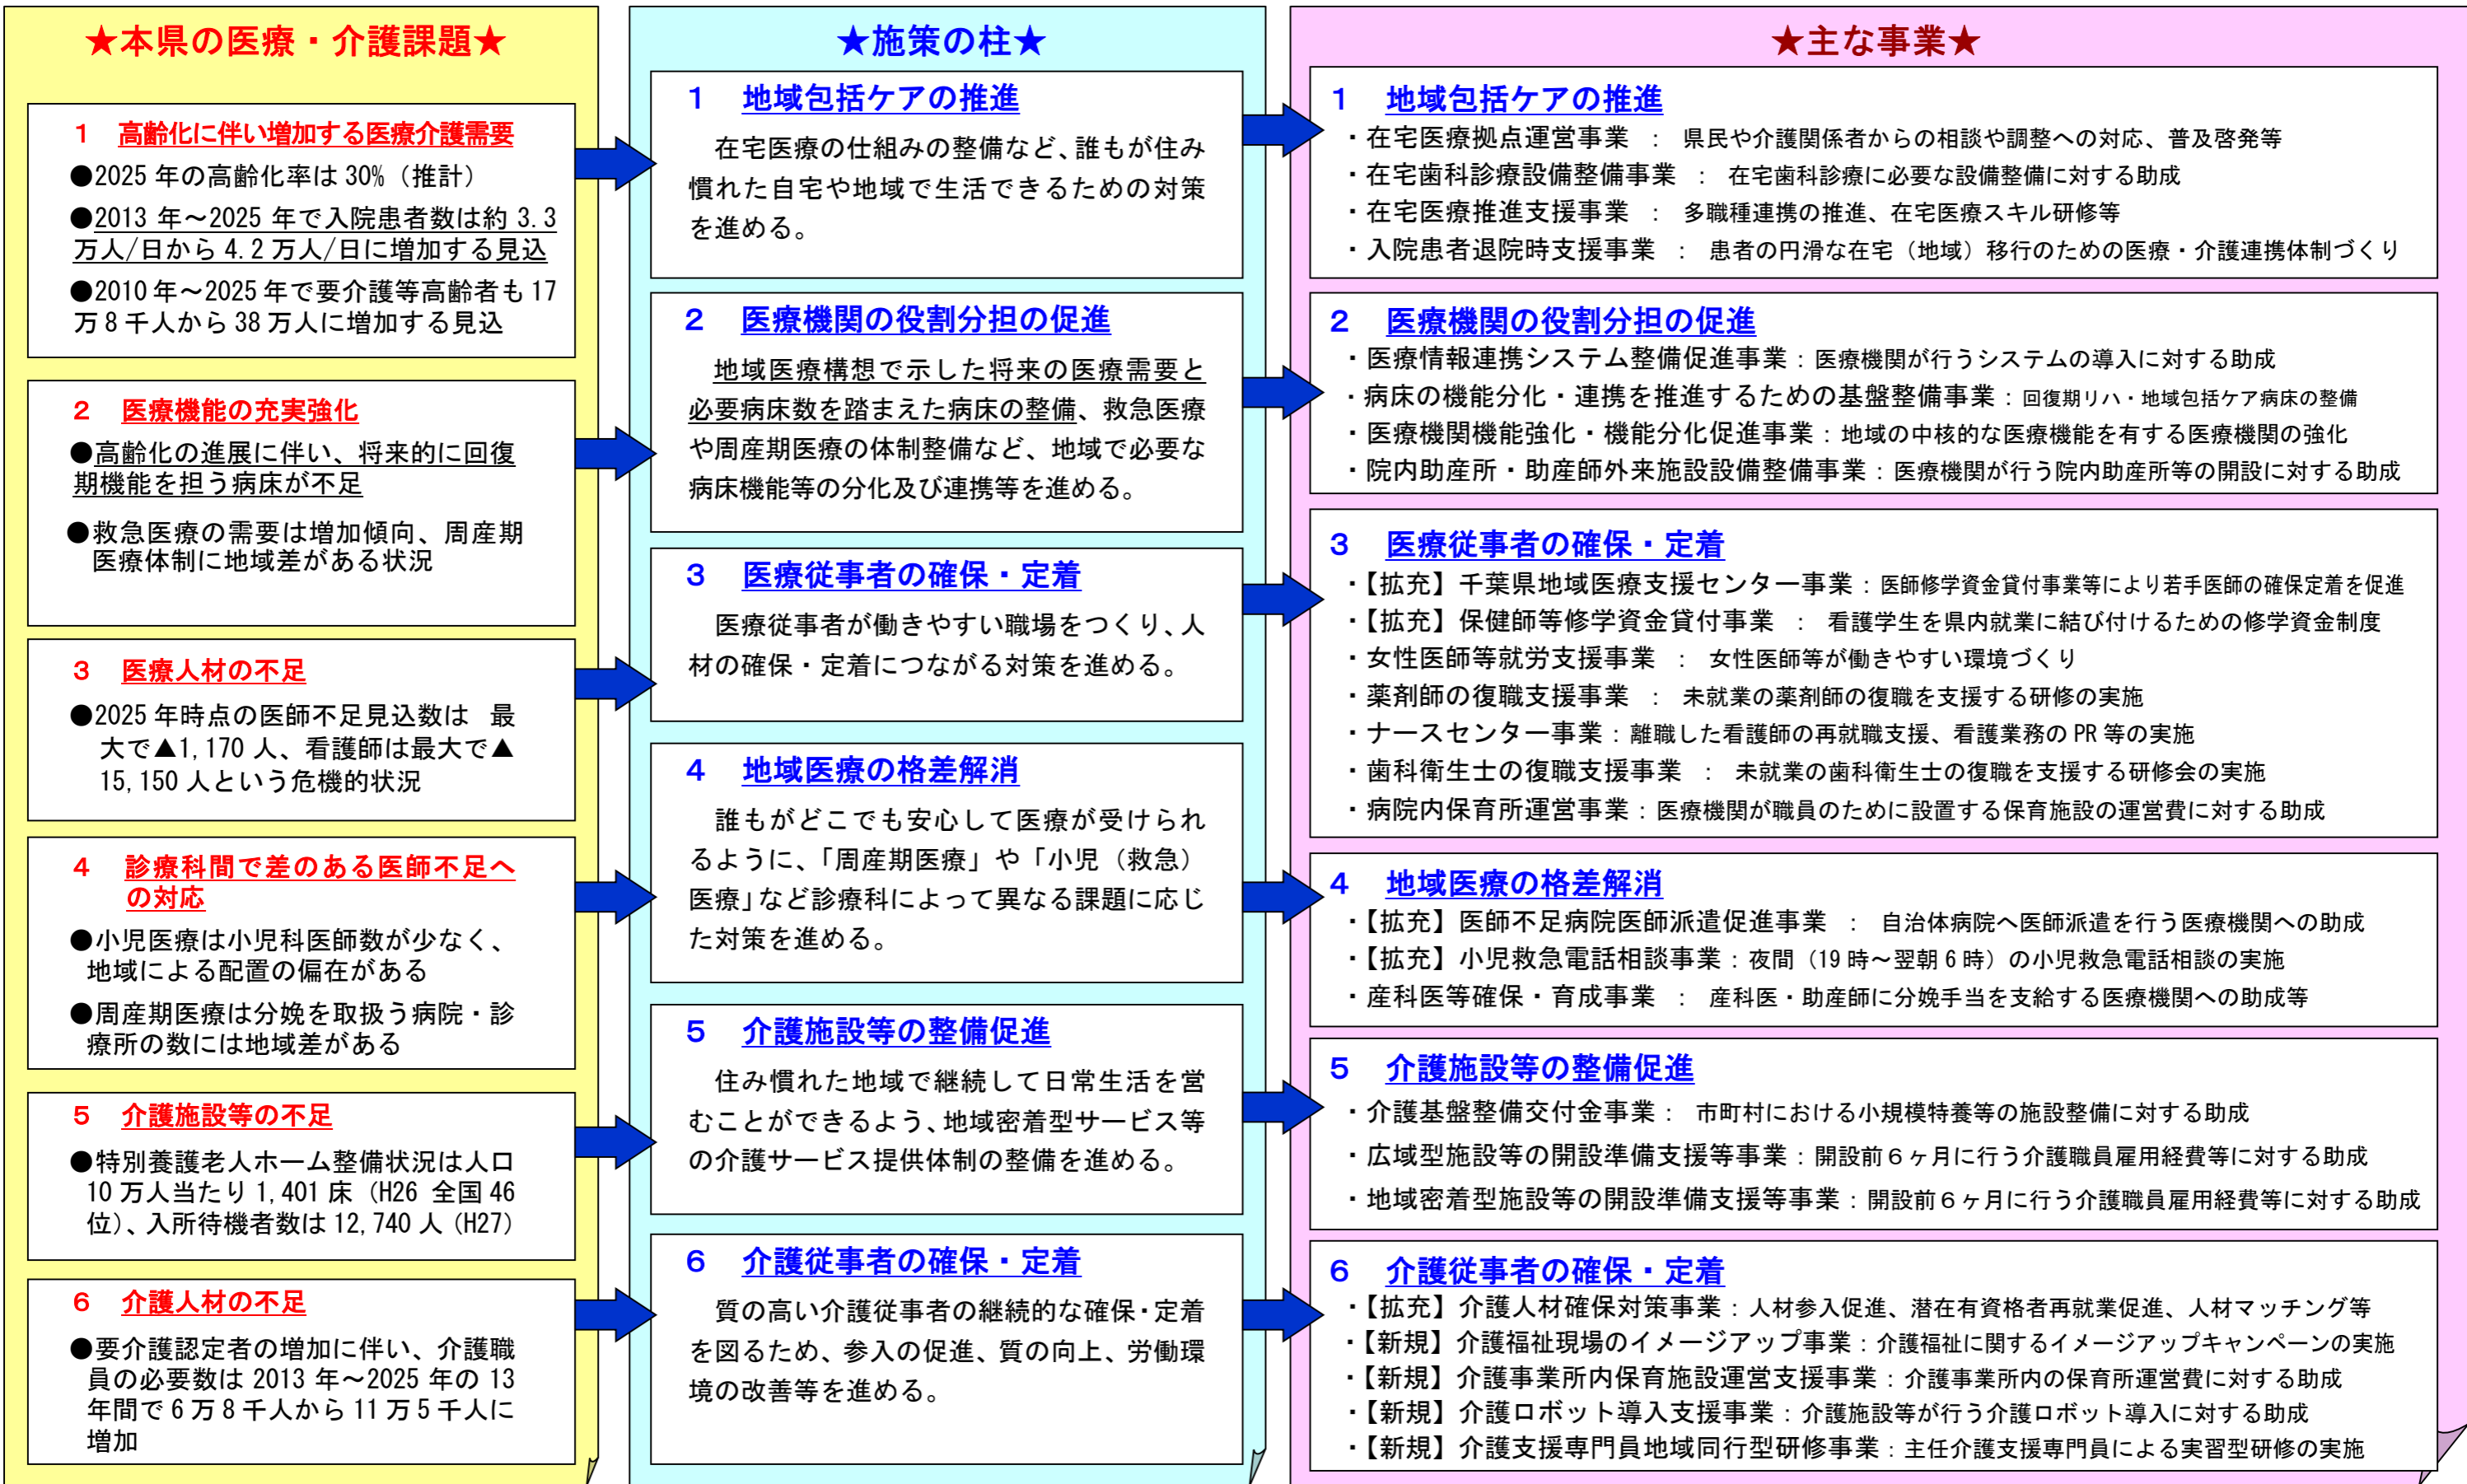 ★本県の医療・介護課題★
1 高齢化に伴い増加する医療介護需要
●2025年の高齢化率は30%（推計）
●2013年～2025年で入院患者数は約3.3
万人/日から4.2万人/日に増加する見込
●2010年～2025年で要介護等高齢者も17
万8千人から38万人に増加する見込
2 医療機能の充実強化
●高齢化の進展に伴い、将来的に回復
期機能を担う病床が不足
●救急医療の需要は増加傾向、周産期
医療体制に地域差がある状況
3 医療人材の不足
●2025年時点の医師不足見込数は 最
大で▲1,170人、看護師は最大で▲
15,150人という危機的状況
4 診療科間で差のある医師不足へ
の対応
●小児医療は小児科医師数が少なく、
地域による配置の偏在がある
●周産期医療は分娩を取扱う病院・診
療所の数には地域差がある
5 介護施設等の不足
●特別養護老人ホーム整備状況は人口
10万人当たり1,401床（H26 全国46
位）、入所待機者数は12,740人（H27）
6 介護人材の不足
●要介護認定者の増加に伴い、介護職
員の必要数は2013年～2025年の13
年間で6万8千人から11万5千人に
増加
★施策の柱★
1 地域包括ケアの推進
在宅医療の仕組みの整備など、誰もが住み
慣れた自宅や地域で生活できるための対策
を進める。
2 医療機関の役割分担の促進
地域医療構想で示した将来の医療需要と
必要病床数を踏まえた病床の整備、救急医療
や周産期医療の体制整備など、地域で必要な
病床機能等の分化及び連携等を進める。
3 医療従事者の確保・定着
医療従事者が働きやすい職場をつくり、人
材の確保・定着につながる対策を進める。
4 地域医療の格差解消
誰もがどこでも安心して医療が受けられ
るように、「周産期医療」や「小児（救急）
医療」など診療科によって異なる課題に応じ
た対策を進める。
5 介護施設等の整備促進
住み慣れた地域で継続して日常生活を営
むことができるよう、地域密着型サービス等
の介護サービス提供体制の整備を進める。
6 介護従事者の確保・定着
質の高い介護従事者の継続的な確保・定着
を図るため、参入の促進、質の向上、労働環
境の改善等を進める。
★主な事業★
1 地域包括ケアの推進
・在宅医療拠点運営事業 ： 県民や介護関係者からの相談や調整への対応、普及啓発等
・在宅歯科診療設備整備事業 ： 在宅歯科診療に必要な設備整備に対する助成
・在宅医療推進支援事業 ： 多職種連携の推進、在宅医療スキル研修等
・入院患者退院時支援事業 ： 患者の円滑な在宅（地域）移行のための医療・介護連携体制づくり
2 医療機関の役割分担の促進
・医療情報連携システム整備促進事業：医療機関が行うシステムの導入に対する助成
・病床の機能分化・連携を推進するための基盤整備事業：回復期リハ・地域包括ケア病床の整備
・医療機関機能強化・機能分化促進事業：地域の中核的な医療機能を有する医療機関の強化
・院内助産所・助産師外来施設設備整備事業：医療機関が行う院内助産所等の開設に対する助成
3 医療従事者の確保・定着
・【拡充】千葉県地域医療支援センター事業：医師修学資金貸付事業等により若手医師の確保定着を促進
・【拡充】保健師等修学資金貸付事業 ： 看護学生を県内就業に結び付けるための修学資金制度
・女性医師等就労支援事業 ： 女性医師等が働きやすい環境づくり
・薬剤師の復職支援事業 ： 未就業の薬剤師の復職を支援する研修の実施
・ナースセンター事業：離職した看護師の再就職支援、看護業務のPR等の実施
・歯科衛生士の復職支援事業 ： 未就業の歯科衛生士の復職を支援する研修会の実施
・病院内保育所運営事業：医療機関が職員のために設置する保育施設の運営費に対する助成
4 地域医療の格差解消
・【拡充】医師不足病院医師派遣促進事業 ： 自治体病院へ医師派遣を行う医療機関への助成
・【拡充】小児救急電話相談事業：夜間（19時～翌朝6時）の小児救急電話相談の実施
・産科医等確保・育成事業 ： 産科医・助産師に分娩手当を支給する医療機関への助成等
5 介護施設等の整備促進
・介護基盤整備交付金事業： 市町村における小規模特養等の施設整備に対する助成
・広域型施設等の開設準備支援等事業：開設前６ヶ月に行う介護職員雇用経費等に対する助成
・地域密着型施設等の開設準備支援等事業：開設前６ヶ月に行う介護職員雇用経費等に対する助成
6 介護従事者の確保・定着
・【拡充】介護人材確保対策事業：人材参入促進、潜在有資格者再就業促進、人材マッチング等
・【新規】介護福祉現場のイメージアップ事業：介護福祉に関するイメージアップキャンペーンの実施
・【新規】介護事業所内保育施設運営支援事業：介護事業所内の保育所運営費に対する助成
・【新規】介護ロボット導入支援事業：介護施設等が行う介護ロボット導入に対する助成
・【新規】介護支援専門員地域同行型研修事業：主任介護支援専門員による実習型研修の実施